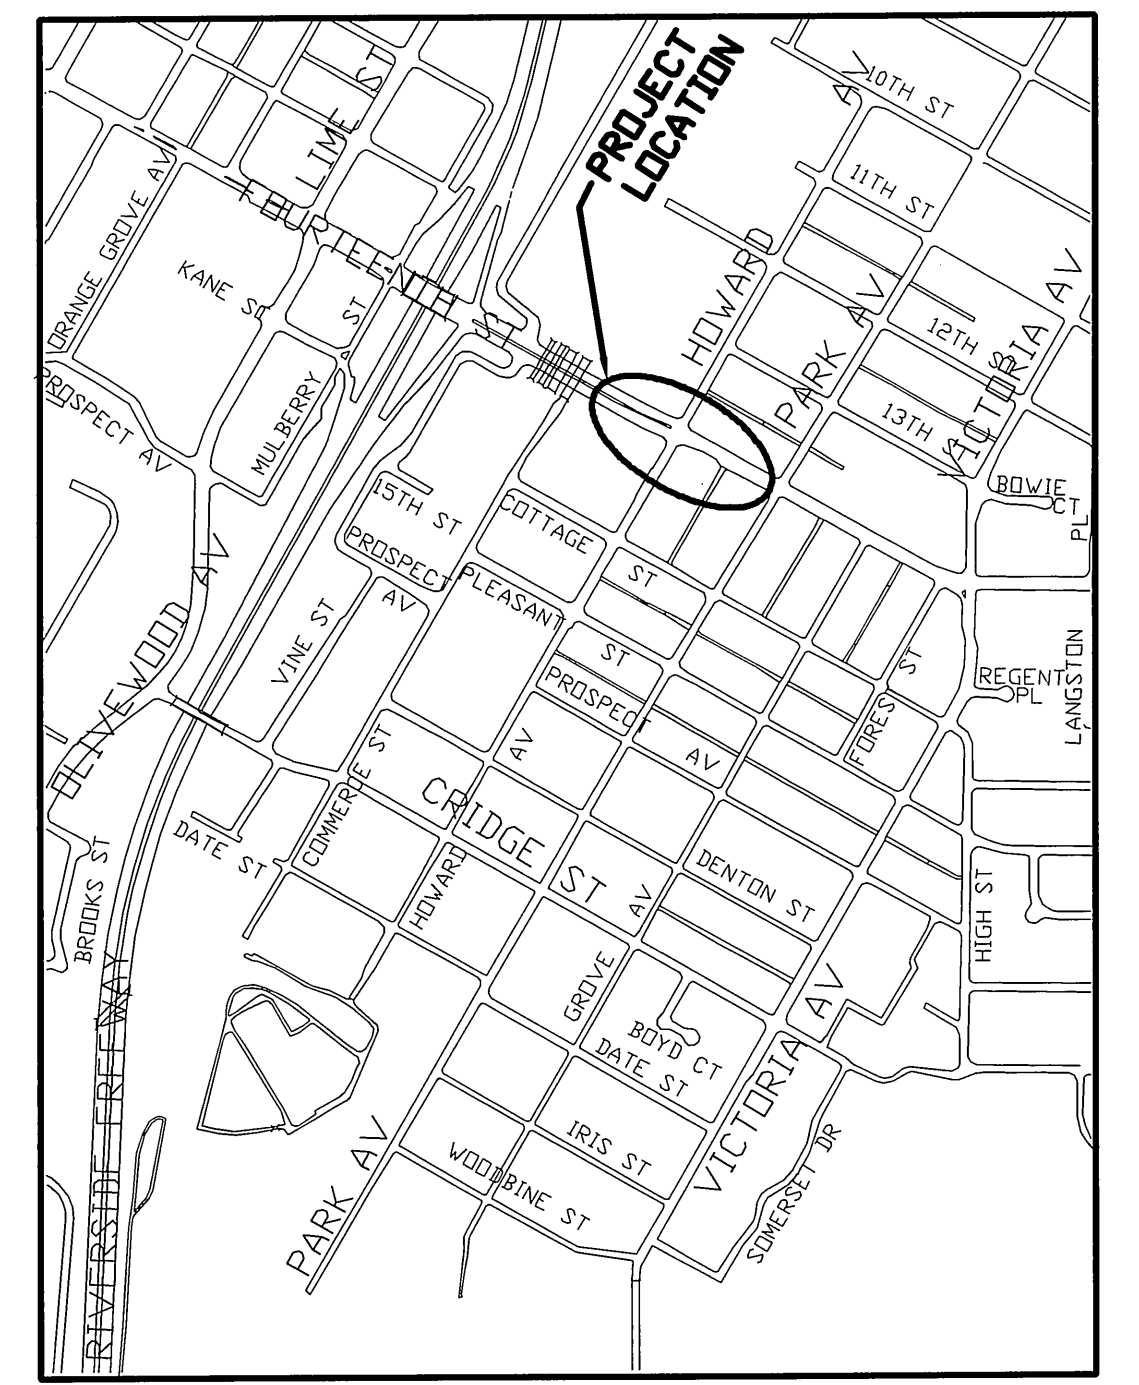 PROJECT
LOCATION
LIME ST
AV
10TH ST
11TH ST
ORANGE GROVE AV
FOURTEENTH
ST
KANE SQ
ST
HOWARD
PARK AV
VICTORIA AV
12TH ST
13TH ST
PROSPECT
AV
MULBERRY
BOWIE
CT
PL
15TH ST
COTTAGE
ST
PROSPECT
AV
PLEASANT
ST
OLIVEWOOD AV
VINE ST
PROSPECT
AV
FOREST
ST
REGENT
PL
LANGSTON
AV
COMMERCE ST
CRIDGE
ST
DATE ST
HOWARD
DENTON ST
AV
BROOKS ST
HIGH ST
GROVE
BOYD CT
DATE ST
VICTORIA AV
RIVERSIDE FREEWAY
IRIS ST
WOODBINE ST
PARK AV
SOMERSET DR